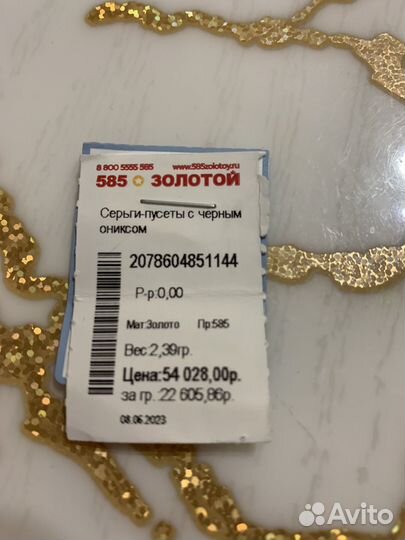 8 800 5555 585 www.585zolotoy.ru
585 ЗОЛОТОЙ
Серьги-пусеты с черным
ониксом
2078604851144
Р-р:0,00
Мат:Золото Пр:585
Вес:2,39гр.
Цена:54 028,00р.
за гр.:22 605,86р.
08.06.2023
Avito